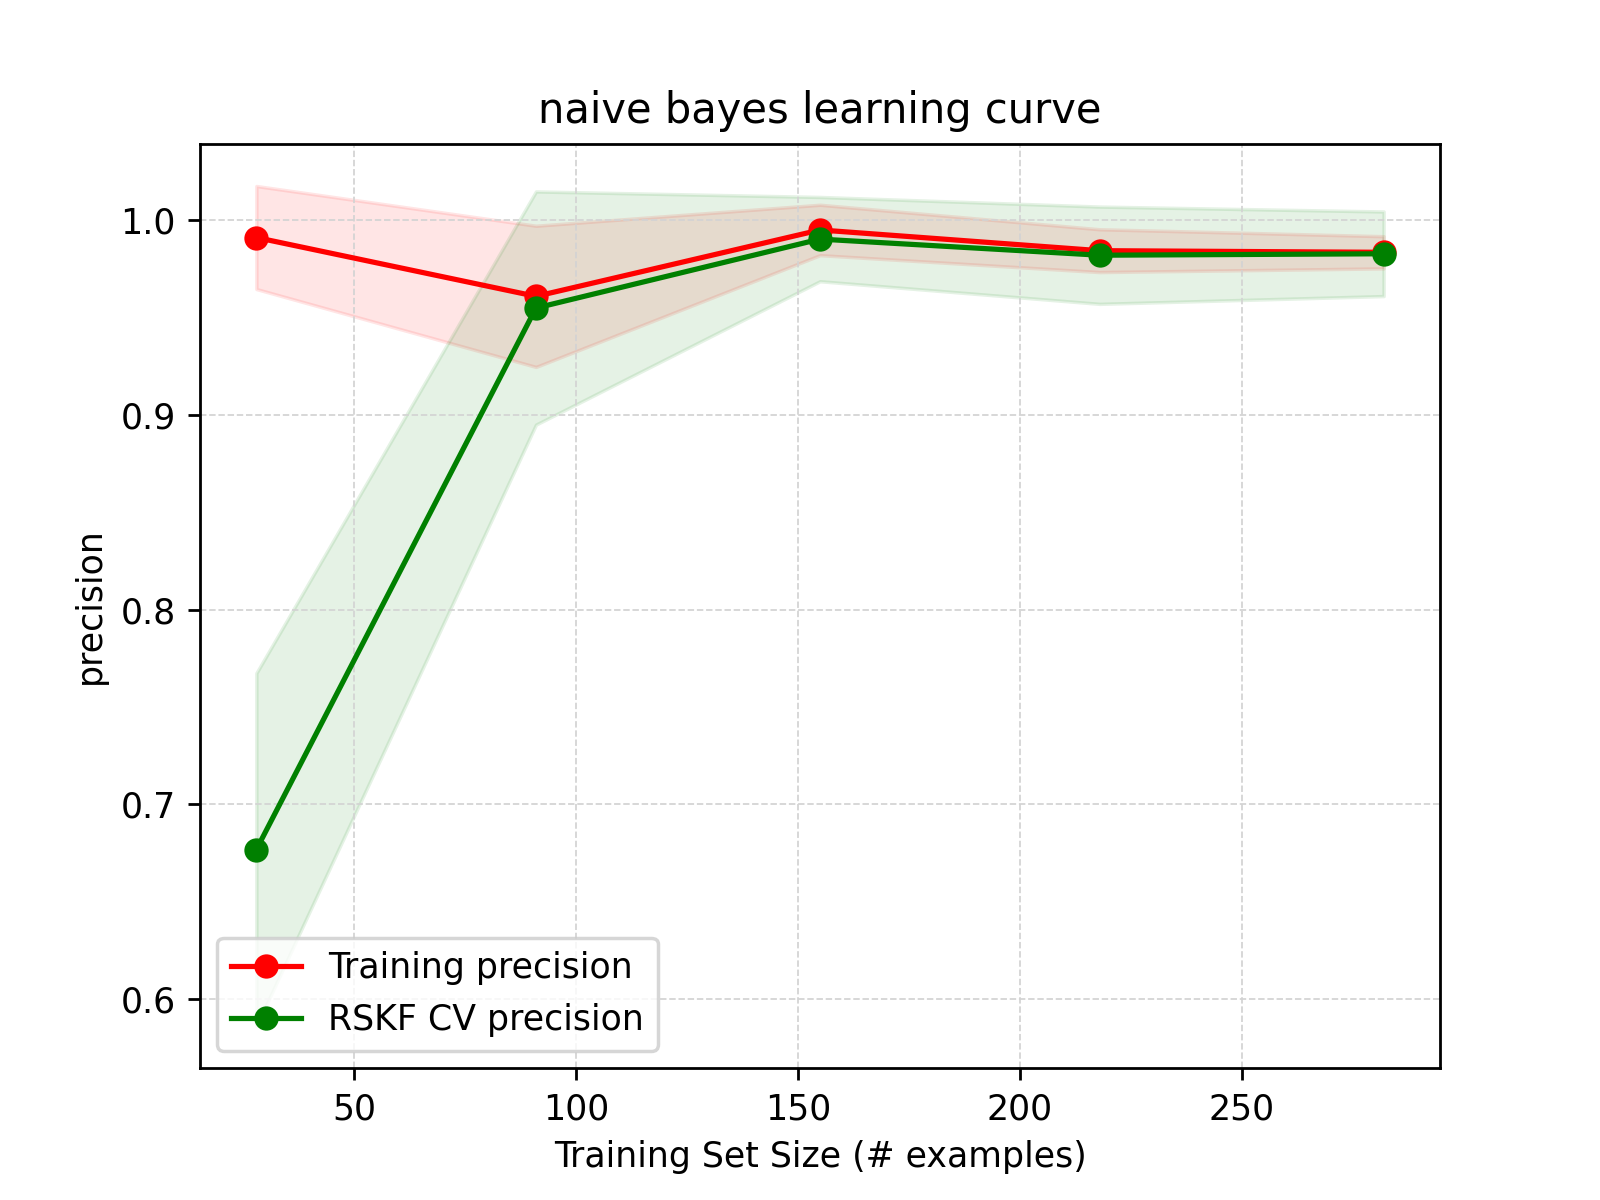 naive bayes learning curve
1.0
0.9
0.8
0.7
0.6
precision
Training precision
RSKF CV precision
50 100 150 200 250
Training Set Size (# examples)